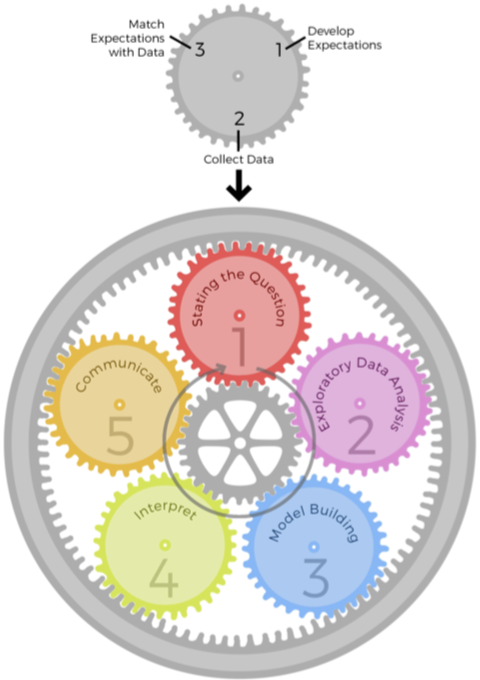 Match
Expectations
with Data
3
1
Develop
Expectations
2
Collect Data
Stating the Question
1
Exploratory Data Analysis
2
Model Building
3
Interpret
4
Communicate
5